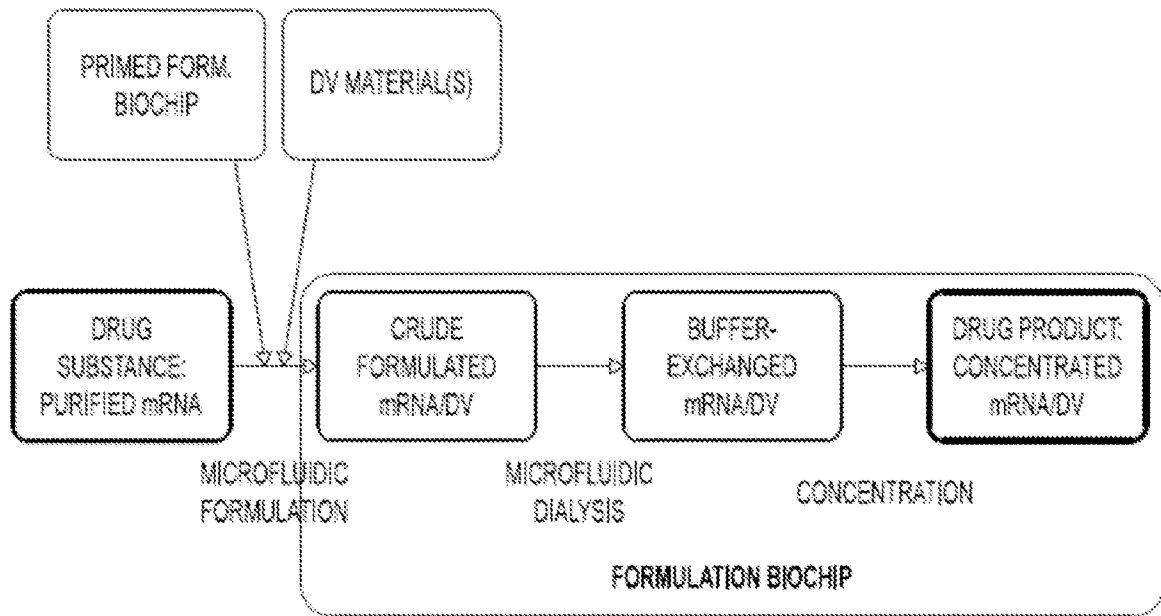 PRIMED FORM.
BIOCHIP
DV MATERIAL(S)
DRUG
SUBSTANCE:
PURIFIED mRNA
CRUDE
FORMULATED
mRNA/DV
BUFFER-
EXCHANGED
mRNA/DV
DRUG PRODUCT:
CONCENTRATED
mRNA/DV
MICROFLUIDIC
FORMULATION
MICROFLUIDIC
DIALYSIS
CONCENTRATION
FORMULATION BIOCHIP